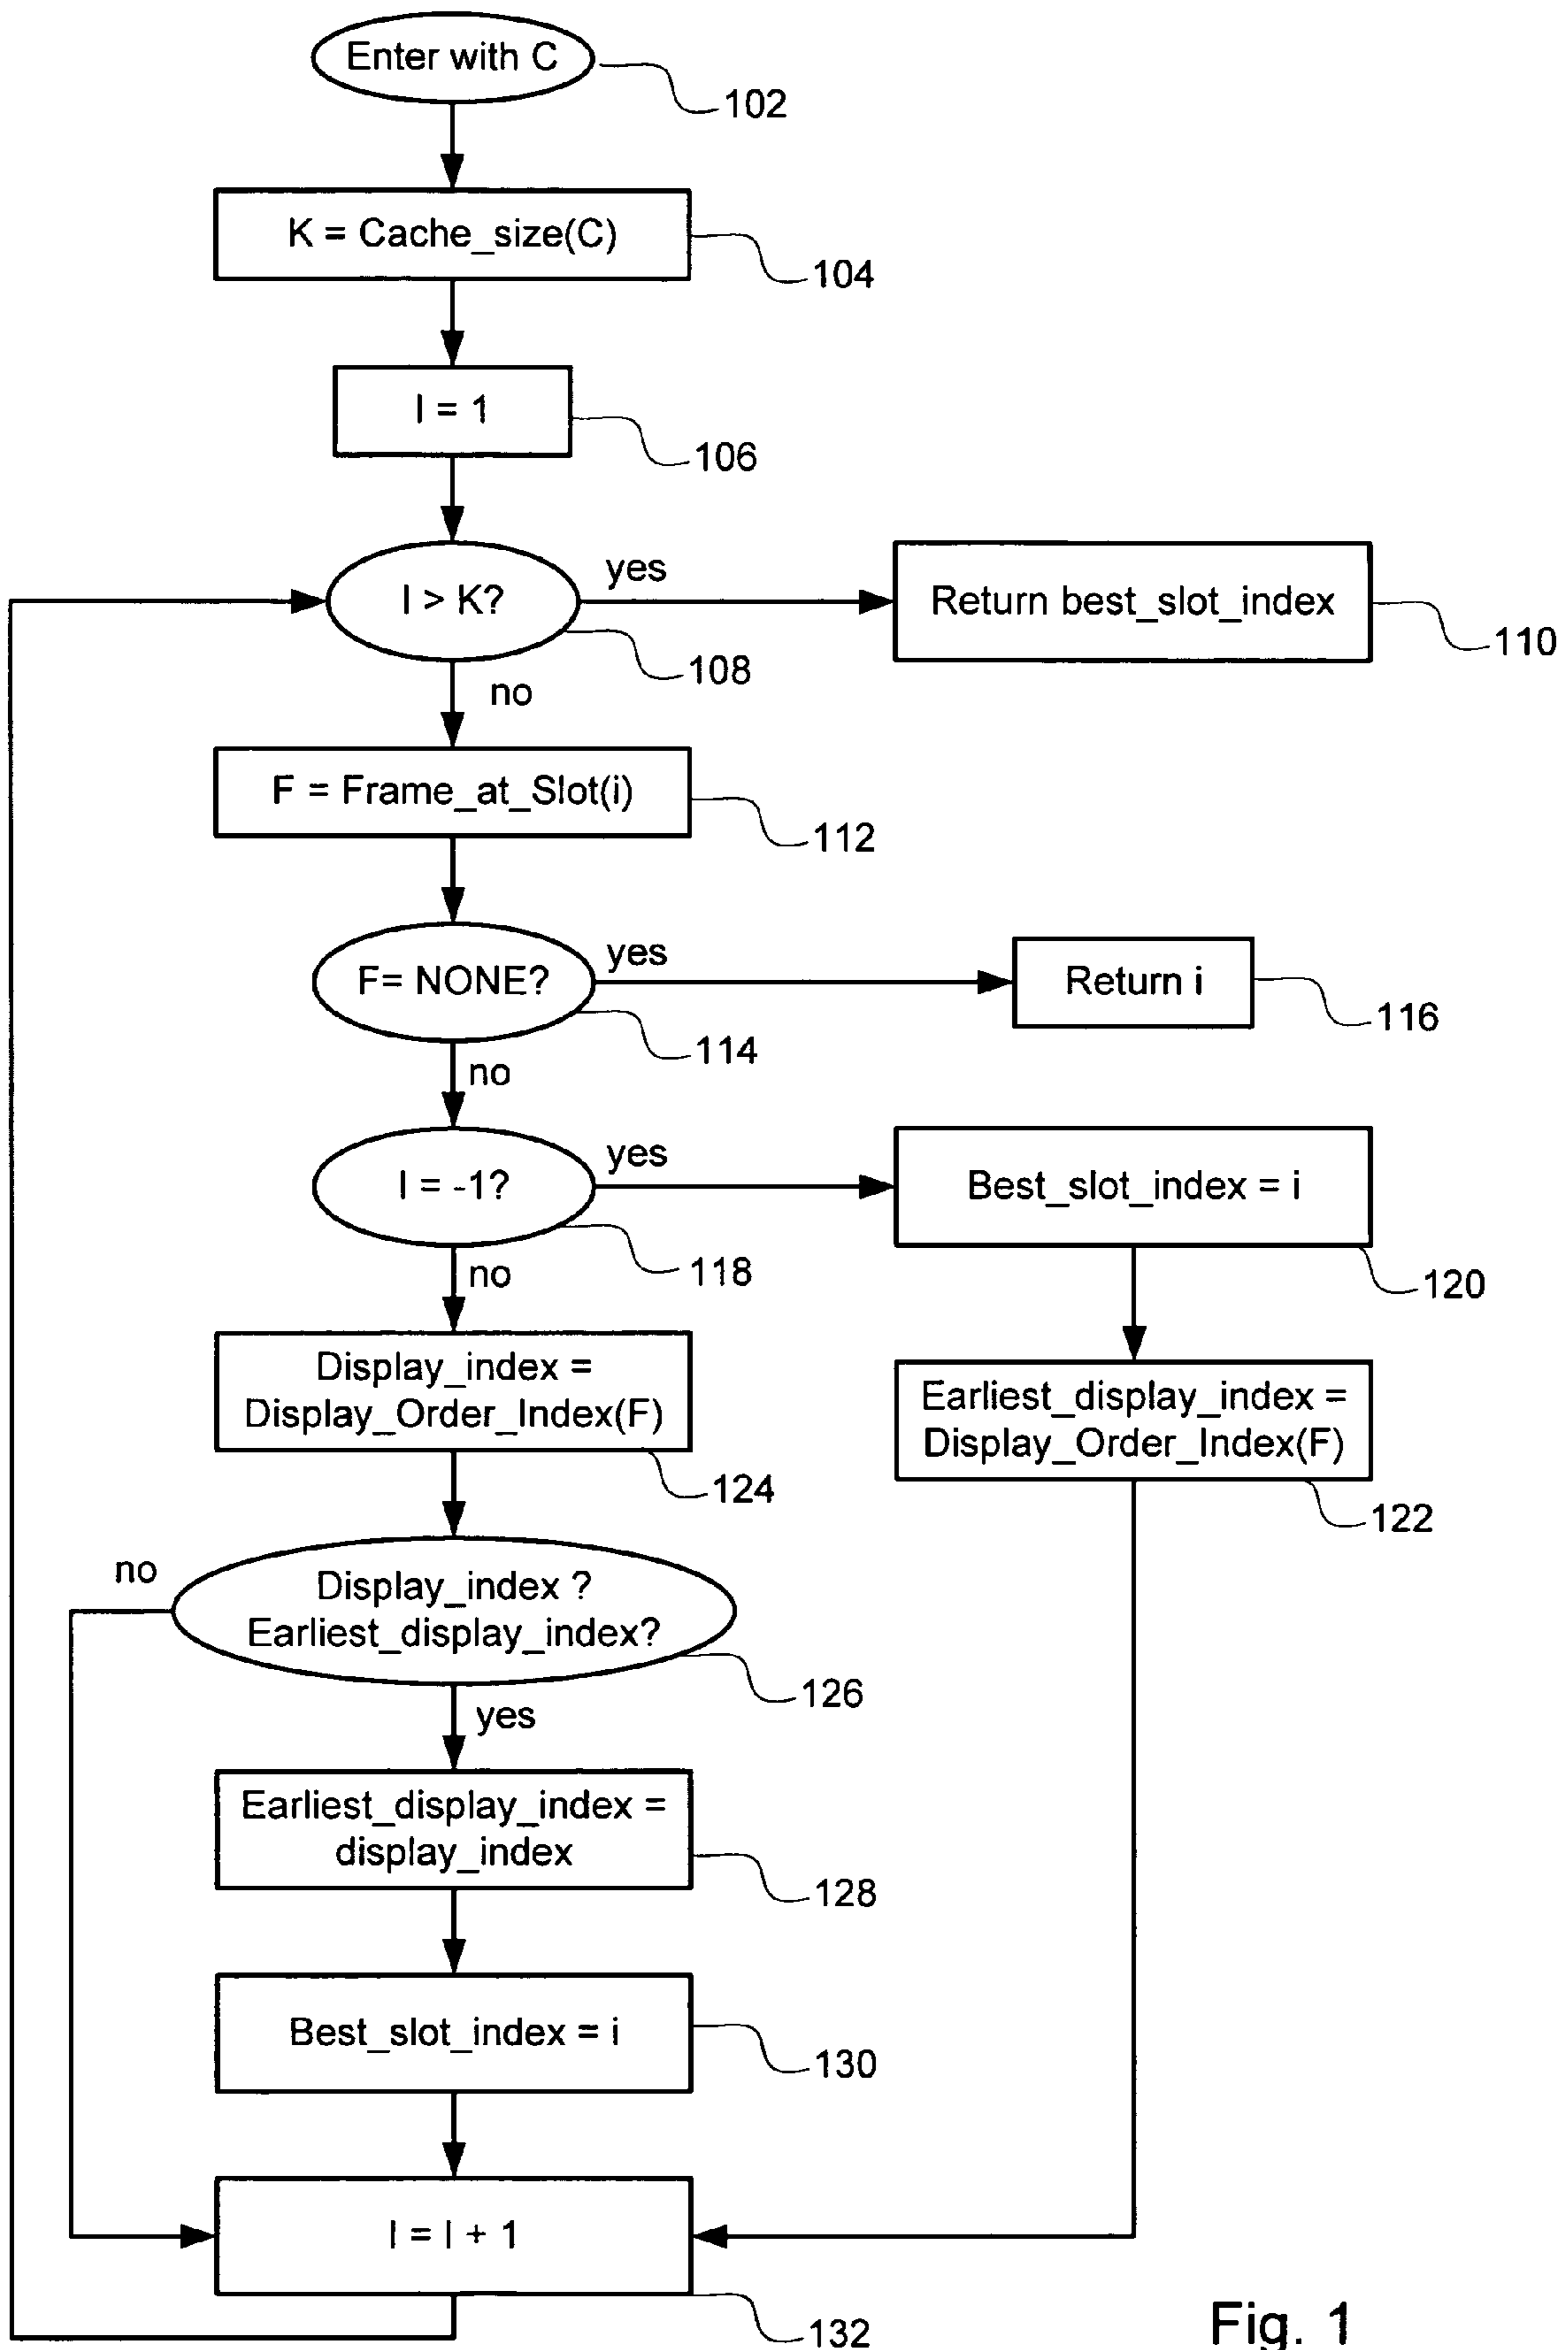 Enter with C
102
K = Cache_size(C)
104
I = 1
106
I > K?
yes
108
no
Return best_slot_index
110
F = Frame_at_Slot(i)
112
F= NONE?
yes
114
no
Return i
116
I = -1?
yes
118
no
Best_slot_index = i
120
Display_index =
Display_Order_Index(F)
124
Earliest_display_index =
Display_Order_Index(F)
122
no
Display_index ?
Earliest_display_index?
126
yes
Earliest_display_index =
display_index
128
Best_slot_index = i
130
I = I + 1
132
Fig. 1